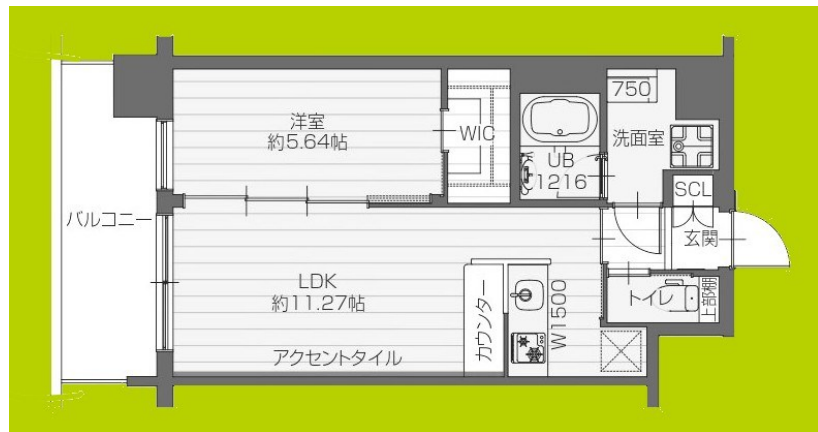 洋室
約5.64帖
WIC
UB
1216
750
洗面室
SCL
玄関
バルコニー
LDK
約11.27帖
アクセントタイル
カウンター
W1500
トイレ
上部棚